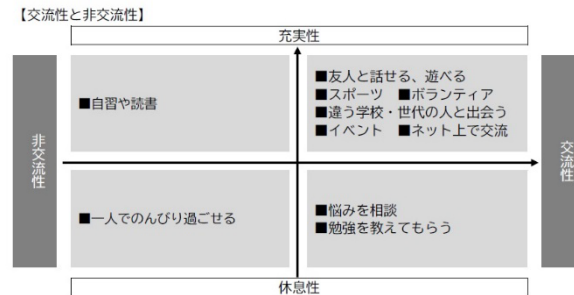 【交流性と非交流性】
充実性
非交流性
■自習や読書
■友人と話せる、遊べる
■スポーツ　■ボランティア
■違う学校・世代の人と出会う
■イベント　■ネット上で交流
交流性
■一人でのんびり過ごせる
■悩みを相談
■勉強を教えてもらう
休息性